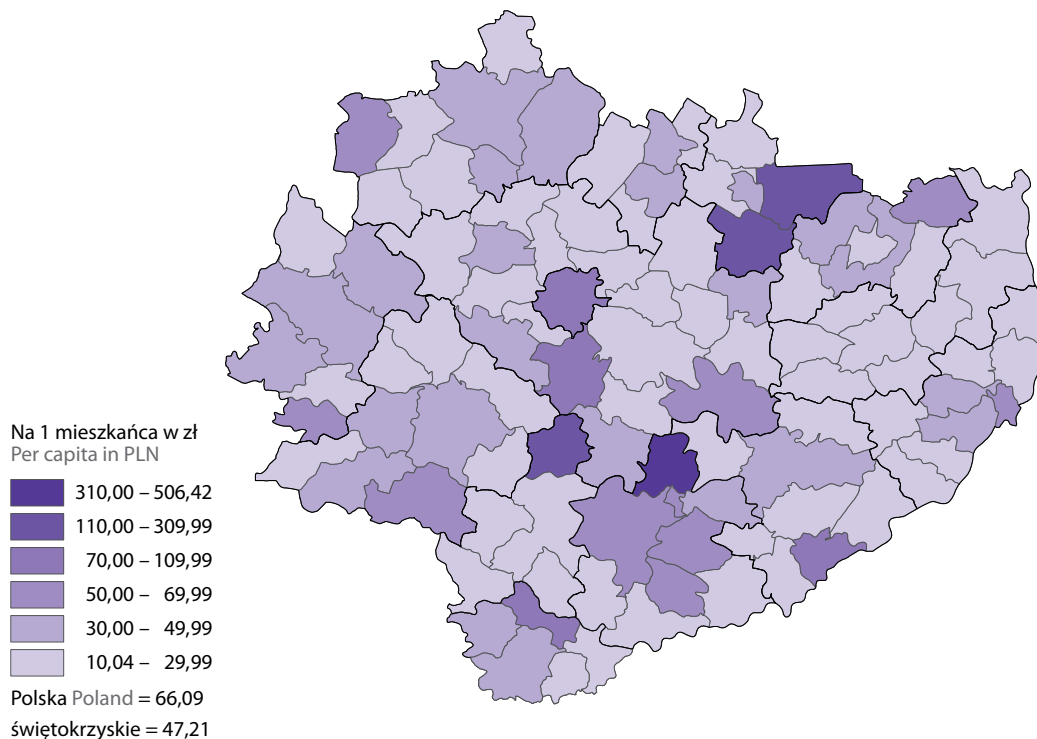 Na 1 mieszkańca w zł
Per capita in PLN
310,00 – 506,42
110,00 – 309,99
70,00 – 109,99
50,00 – 69,99
30,00 – 49,99
10,04 – 29,99
Polska Poland = 66,09
świętokrzyskie = 47,21